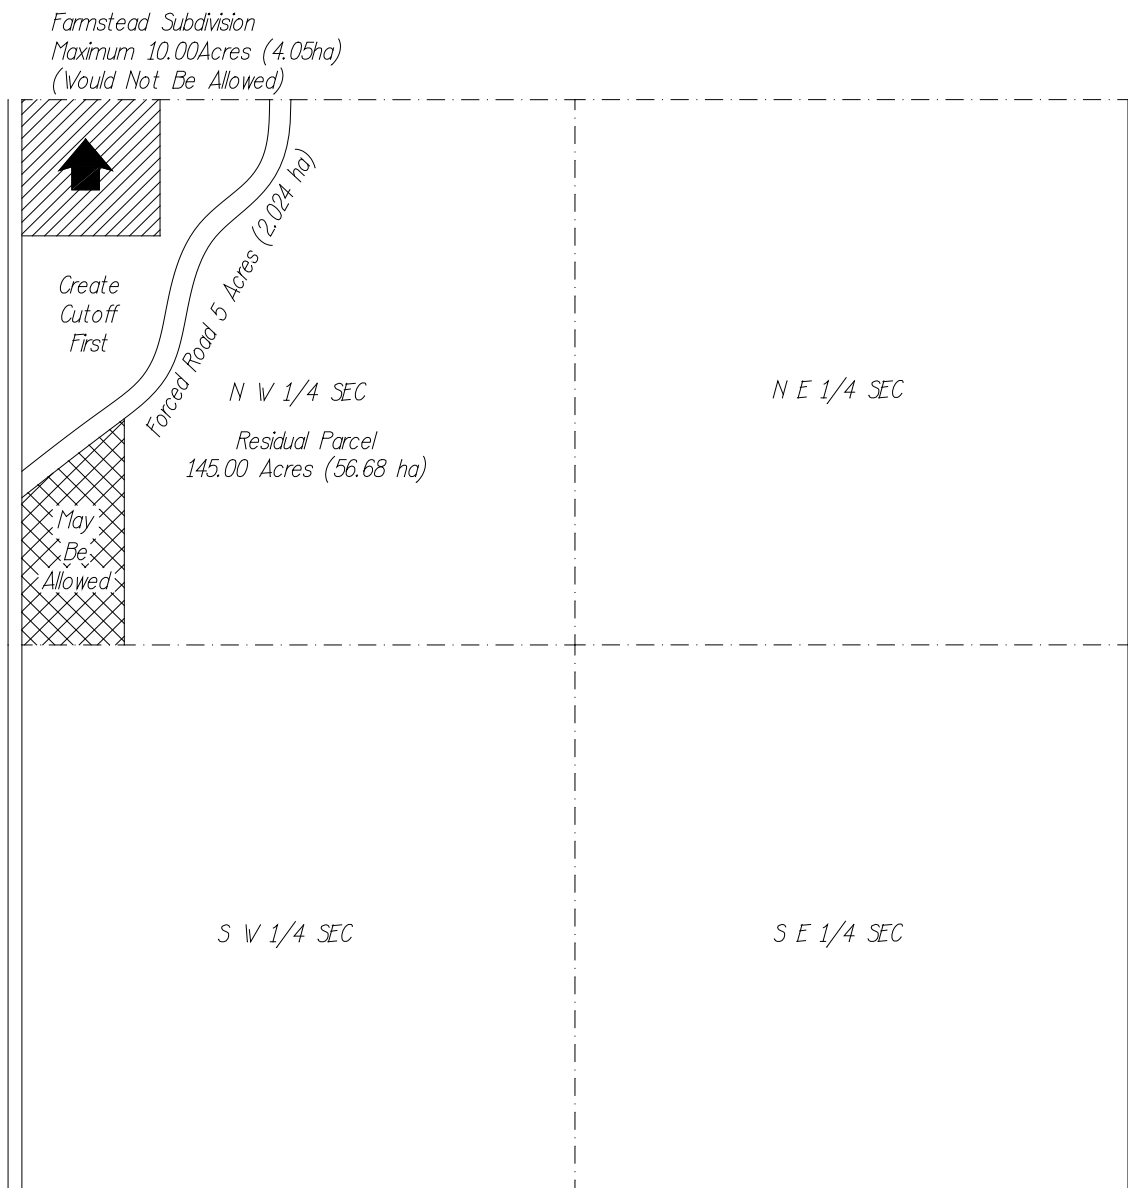 Farmstead Subdivision
Maximum 10.00Acres (4.05ha)
(Would Not Be Allowed)
Create
Cutoff
First
Forced Road 5 Acres (2.024 ha)
N W 1/4 SEC
Residual Parcel
145.00 Acres (56.68 ha)
N E 1/4 SEC
May
Be
Allowed
S W 1/4 SEC
S E 1/4 SEC